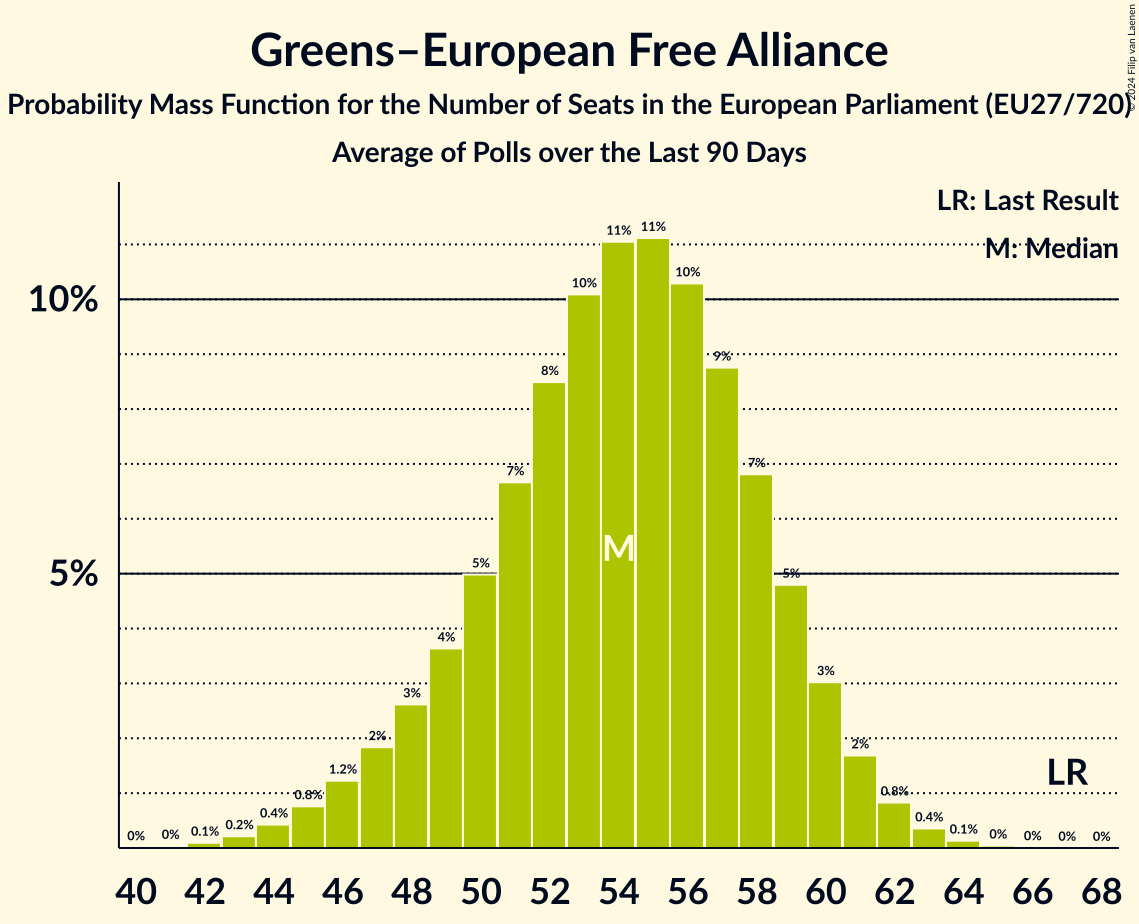 Greens–European Free Alliance
Probability Mass Function for the Number of Seats in the European Parliament (EU27/720)
Average of Polls over the Last 90 Days
© 2024 Filip van Laenen
LR: Last Result
M: Median
10%
5%
0% 0% 0.1% 0.2% 0.4% 0.8% 1.2% 2% 3% 4% 5% 7% 8% 10% 11% 11% 10% 9% 7% 5% 3% 2% 0.8% 0.4% 0.1% 0% 0% 0% 0%
M
LR
40 42 44 46 48 50 52 54 56 58 60 62 64 66 68